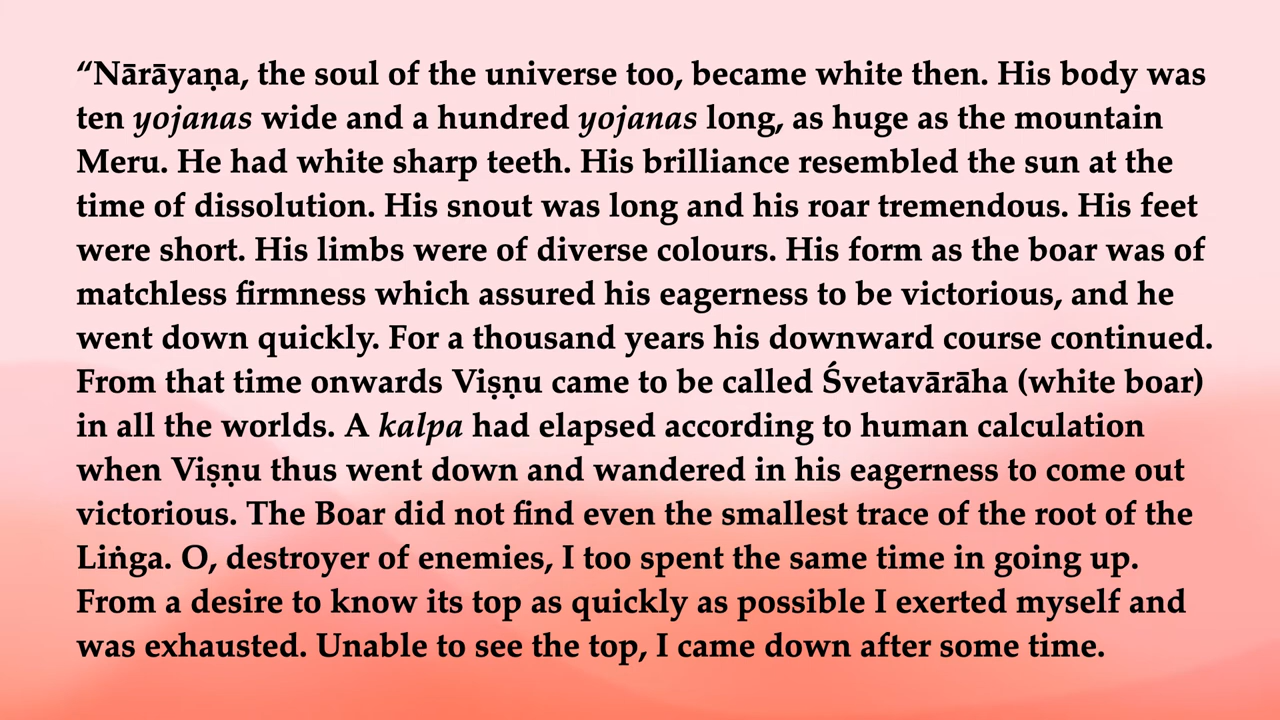 “Nārāyaṇa, the soul of the universe too, became white then. His body was
ten yojanas wide and a hundred yojanas long, as huge as the mountain
Meru. He had white sharp teeth. His brilliance resembled the sun at the
time of dissolution. His snout was long and his roar tremendous. His feet
were short. His limbs were of diverse colours. His form as the boar was of
matchless firmness which assured his eagerness to be victorious, and he
went down quickly. For a thousand years his downward course continued.
From that time onwards Viṣṇu came to be called Śvetavārāha (white boar)
in all the worlds. A kalpa had elapsed according to human calculation
when Viṣṇu thus went down and wandered in his eagerness to come out
victorious. The Boar did not find even the smallest trace of the root of the
Liṅga. O, destroyer of enemies, I too spent the same time in going up.
From a desire to know its top as quickly as possible I exerted myself and
was exhausted. Unable to see the top, I came down after some time.